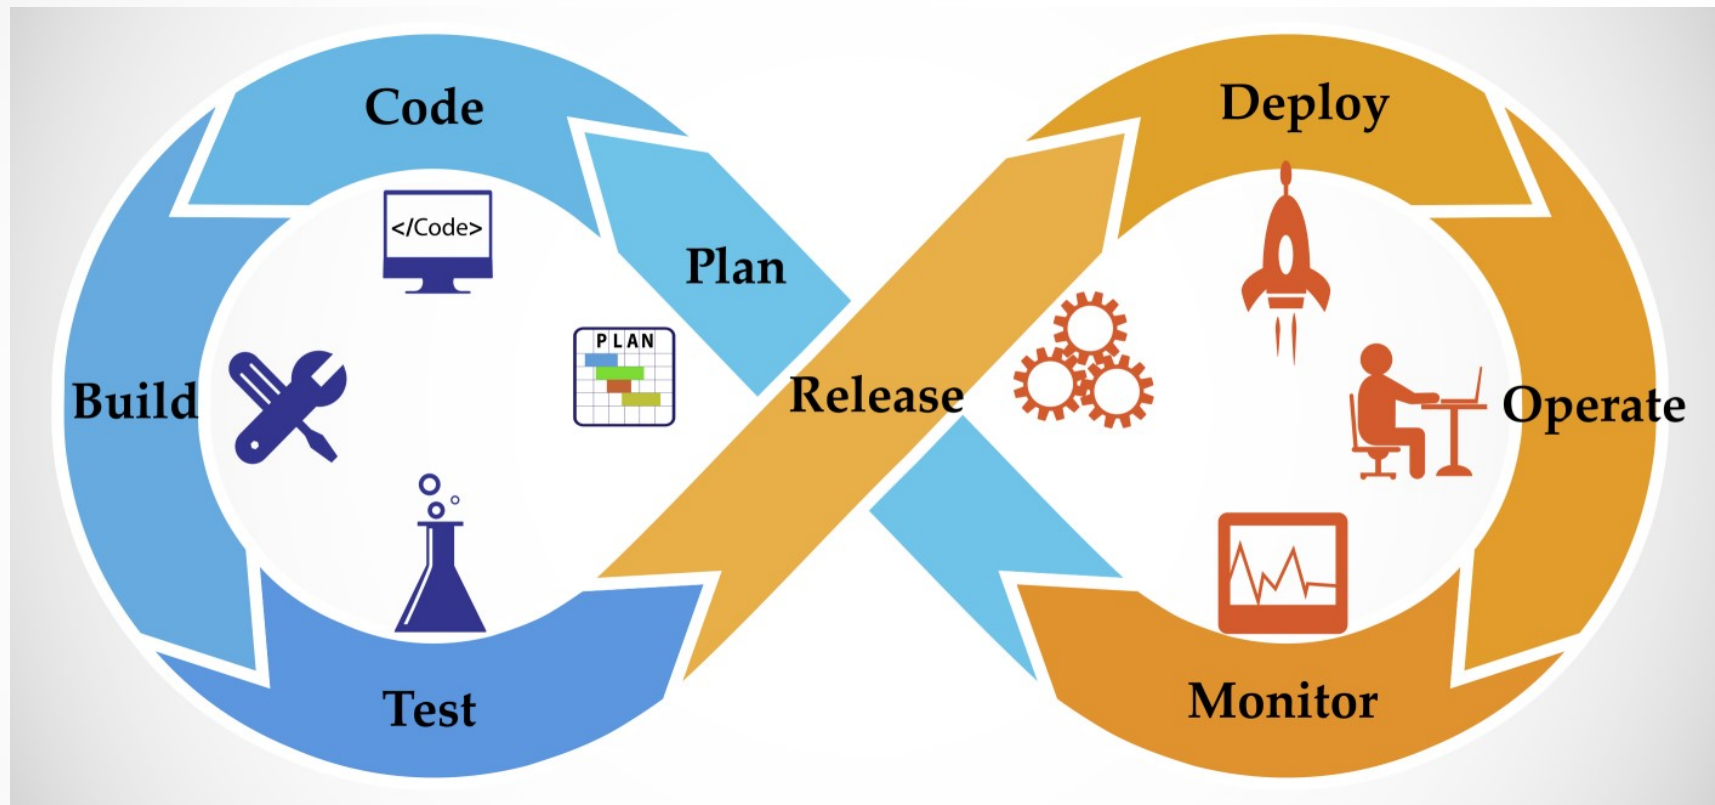 Code
Deploy
</Code>
Plan
PLAN
Build
Release
Operate
Test
Monitor